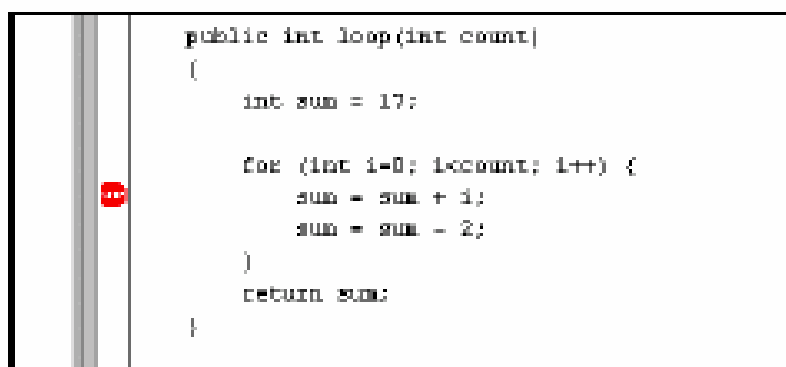 public int loop(int count)
{
int sum = 17;
for (int i=0; i<count; i++) {
sum = sum + i;
sum = sum - 2;
}
return sum;
}